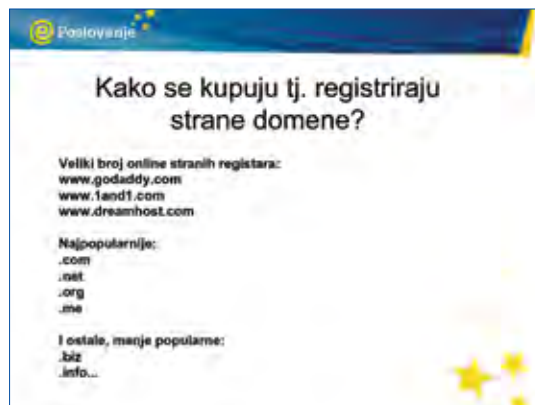 e Poslovanje
Kako se kupuju tj. registriraju
strane domene?
Veliki broj online stranih registara:
www.godaddy.com
www.1and1.com
www.dreamhost.com
Najpopularnije:
.com
.net
.org
.me
I ostale, manje popularne:
.biz
.info...